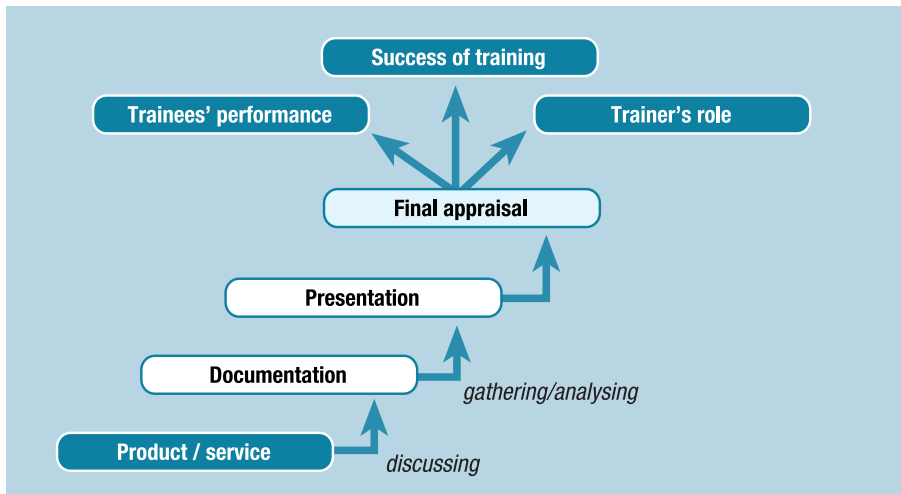 Success of training
Trainees’ performance
Trainer’s role
Final appraisal
Presentation
Documentation
gathering/analysing
Product / service
discussing